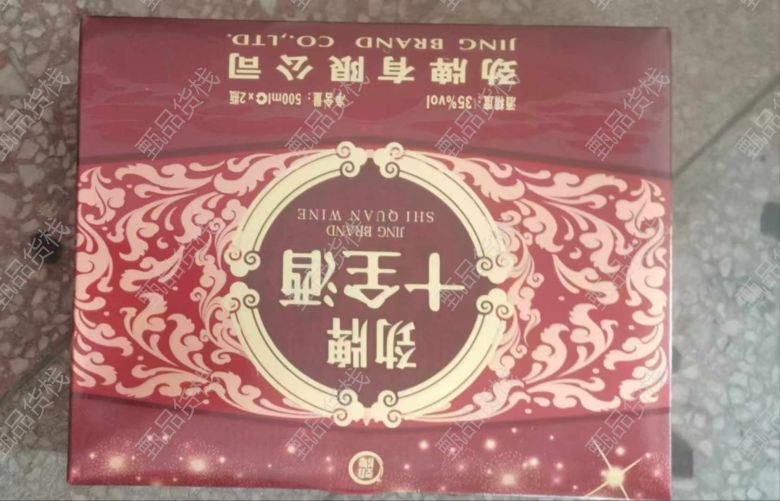 劲牌
十全酒
JING BRAND
SHI QUAN WINE
酒精度：35%vol
净含量：500ml×2瓶
劲牌有限公司
JING BRAND CO.,LTD.
甄品货栈